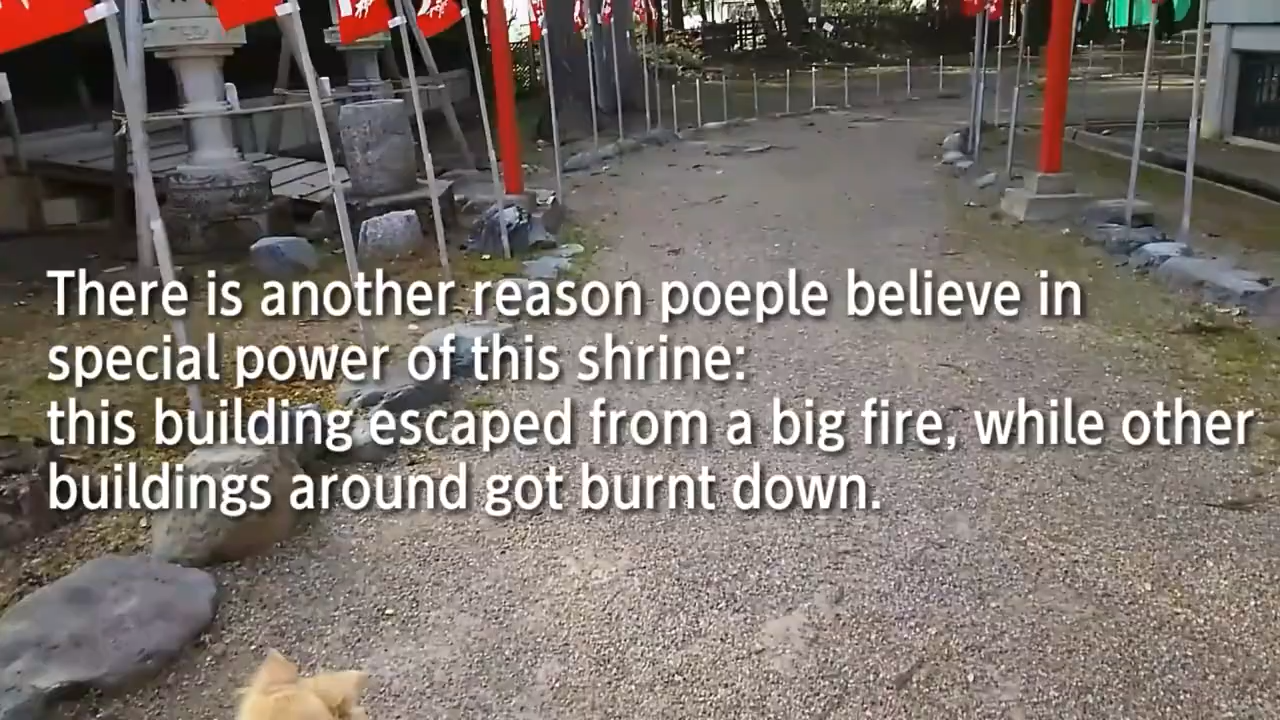 There is another reason poeple believe in
special power of this shrine:
this building escaped from a big fire, while other
buildings around got burnt down.